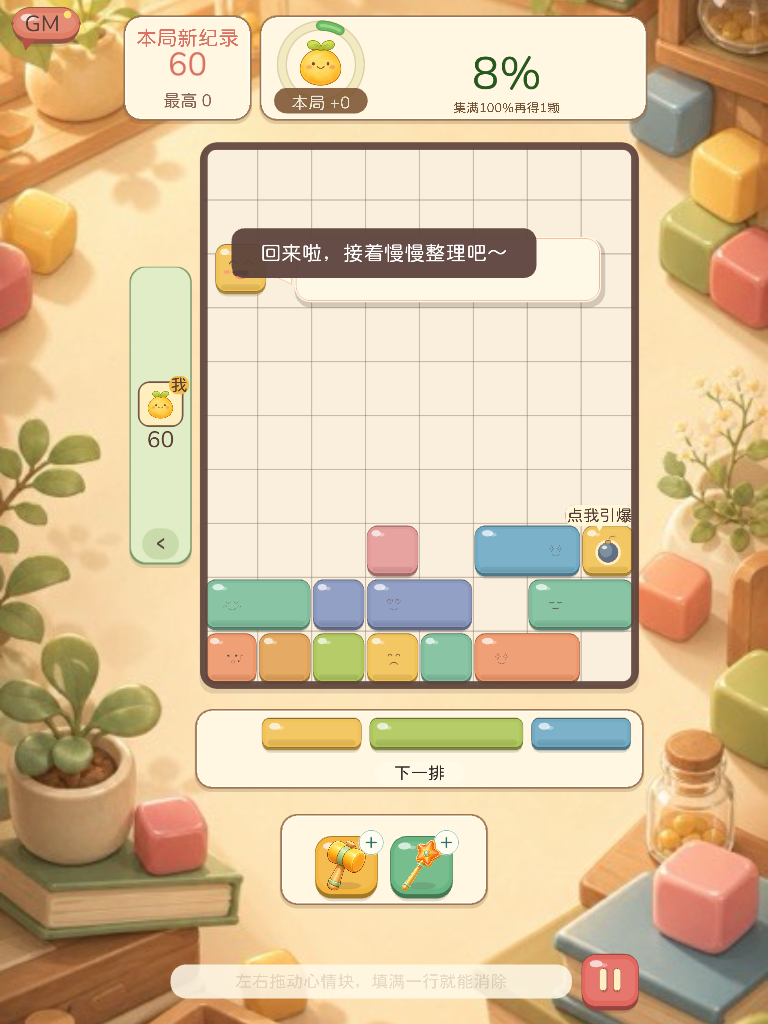 GM
本局新纪录
60
最高 0
本局 +0
8%
集满100%再得1颗
回来啦，接着慢慢整理吧～
我
60
<
点我引爆
下一排
+
+
左右拖动心情块，填满一行就能消除